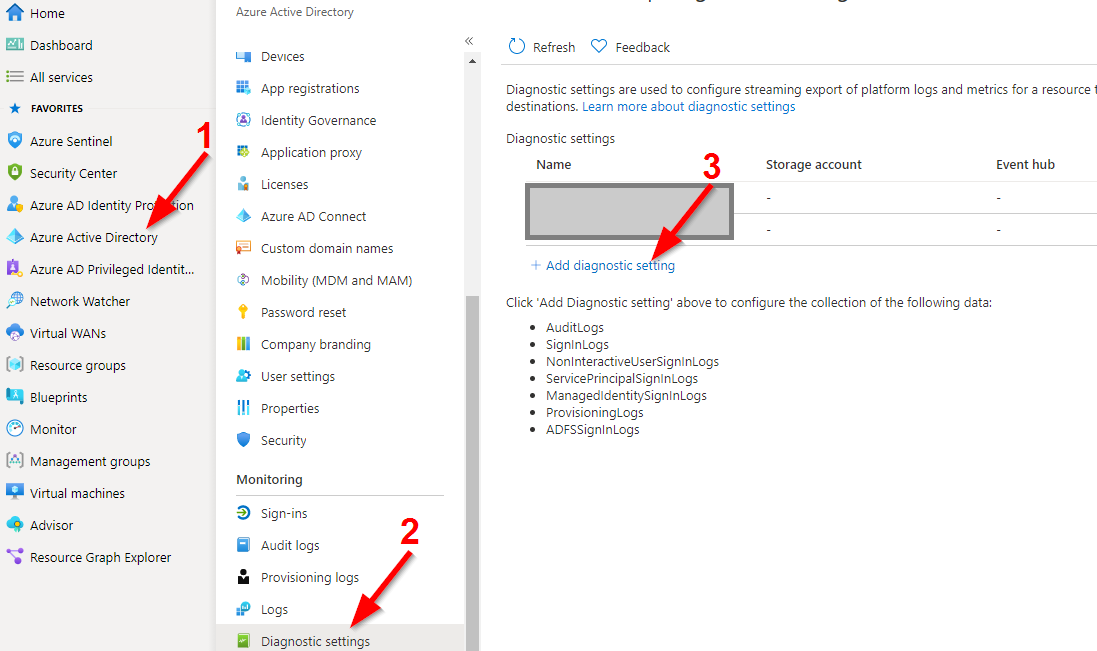 Home
Dashboard
All services
FAVORITES
Azure Sentinel
Security Center
Azure AD Identity Protection
Azure Active Directory
Azure AD Privileged Identit...
Network Watcher
Virtual WANs
Resource groups
Blueprints
Monitor
Management groups
Virtual machines
Advisor
Resource Graph Explorer
1
Azure Active Directory
«
Devices
App registrations
Identity Governance
Application proxy
Licenses
Azure AD Connect
Custom domain names
Mobility (MDM and MAM)
Password reset
Company branding
User settings
Properties
Security
Monitoring
Sign-ins
Audit logs
Provisioning logs
Logs
Diagnostic settings
2
Refresh Feedback
Diagnostic settings are used to configure streaming export of platform logs and metrics for a resource
destinations. Learn more about diagnostic settings
Diagnostic settings
Name Storage account Event hub
3
- -
- -
+ Add diagnostic setting
Click 'Add Diagnostic setting' above to configure the collection of the following data:
• AuditLogs
• SignInLogs
• NonInteractiveUserSignInLogs
• ServicePrincipalSignInLogs
• ManagedIdentitySignInLogs
• ProvisioningLogs
• ADFSSignInLogs